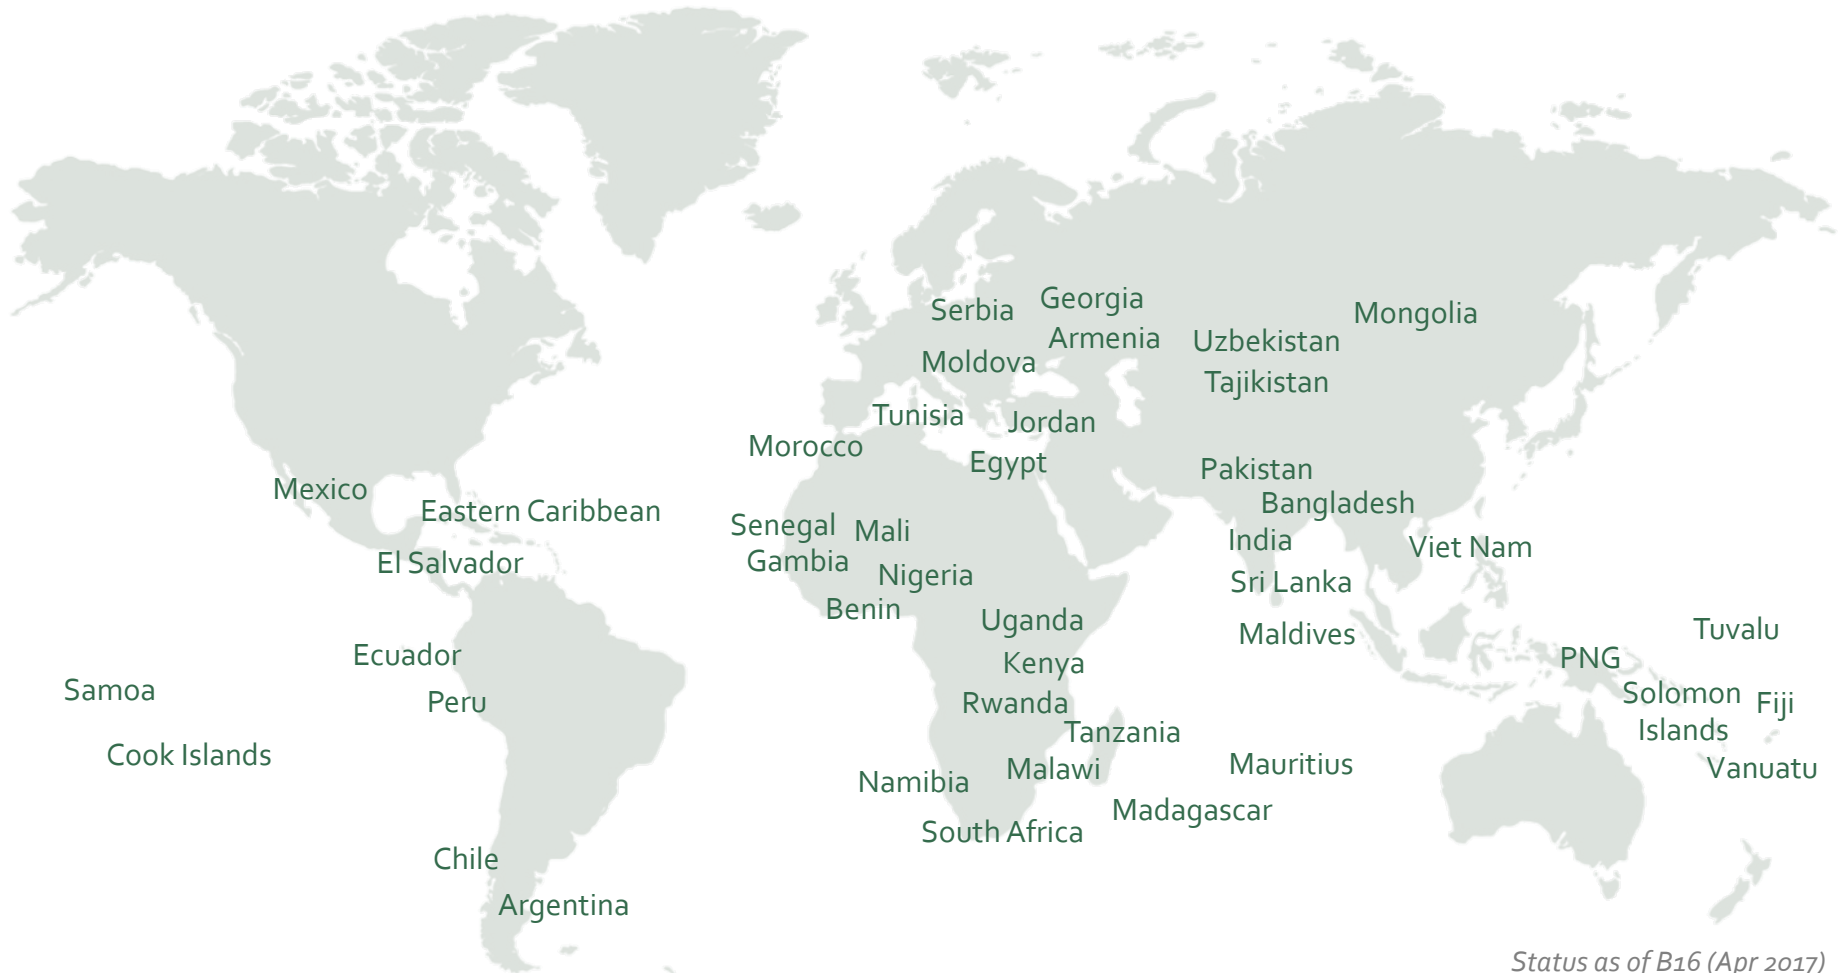 Georgia
Serbia
Mongolia
Armenia
Uzbekistan
Moldova
Tajikistan
Tunisia
Jordan
Morocco
Egypt
Pakistan
Mexico
Bangladesh
Eastern Caribbean
Senegal
Mali
India
Viet Nam
El Salvador
Gambia
Nigeria
Sri Lanka
Benin
Uganda
Maldives
Tuvalu
Ecuador
Kenya
PNG
Samoa
Peru
Rwanda
Solomon
Islands
Fiji
Tanzania
Cook Islands
Malawi
Mauritius
Vanuatu
Namibia
Madagascar
South Africa
Chile
Argentina
Status as of B16 (Apr 2017)